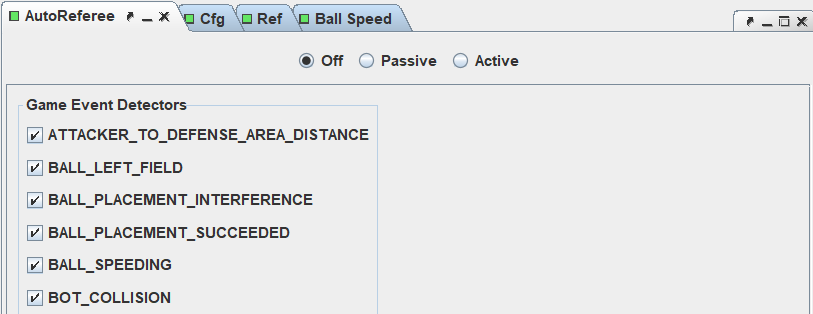 AutoReferee Cfg Ref Ball Speed
Off Passive Active
Game Event Detectors
ATTACKER_TO_DEFENSE_AREA_DISTANCE
BALL_LEFT_FIELD
BALL_PLACEMENT_INTERFERENCE
BALL_PLACEMENT_SUCCEEDED
BALL_SPEEDING
BOT_COLLISION